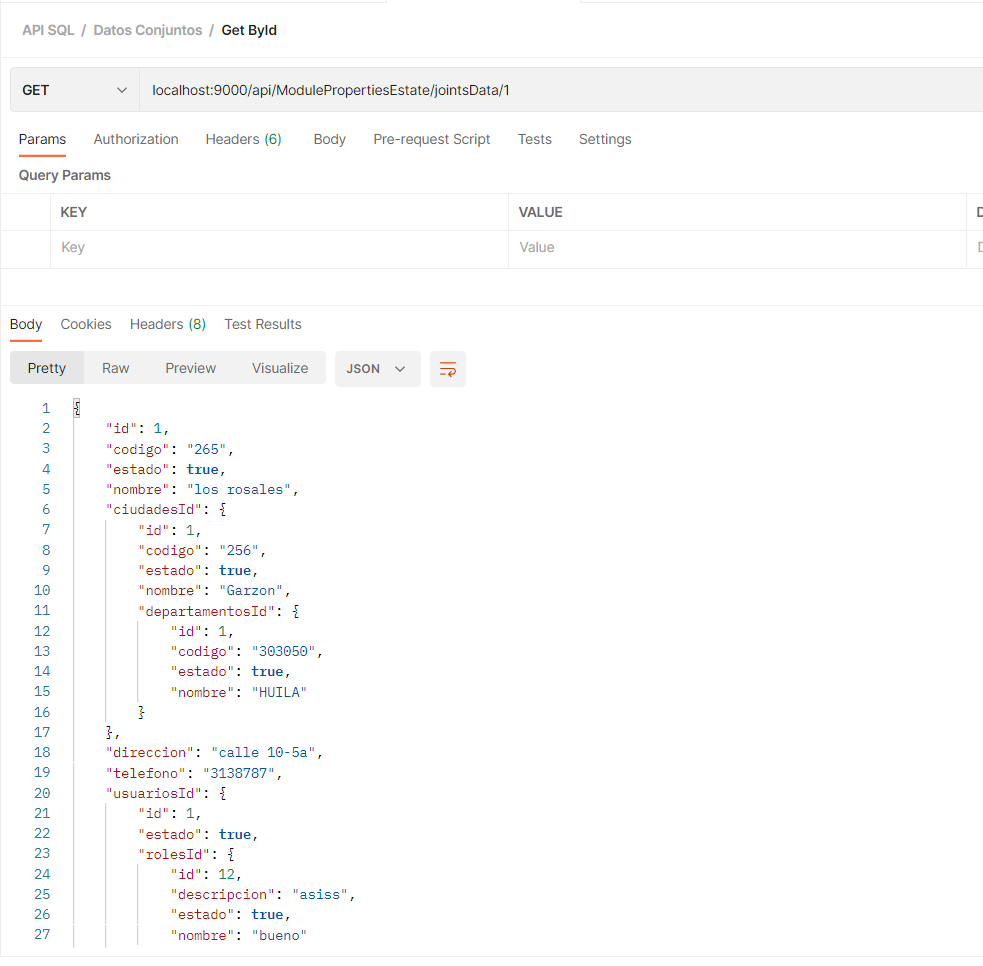 API SQL / Datos Conjuntos / Get ById
GET localhost:9000/api/ModulePropertiesEstate/jointsData/1
Params Authorization Headers (6) Body Pre-request Script Tests Settings
Query Params
KEY VALUE D
Key Value D
Body Cookies Headers (8) Test Results
Pretty Raw Preview Visualize JSON
1 {
2 "id": 1,
3 "codigo": "265",
4 "estado": true,
5 "nombre": "los rosales",
6 "ciudadesId": {
7 "id": 1,
8 "codigo": "256",
9 "estado": true,
10 "nombre": "Garzon",
11 "departamentosId": {
12 "id": 1,
13 "codigo": "303050",
14 "estado": true,
15 "nombre": "HUILA"
16 }
17 },
18 "direccion": "calle 10-5a",
19 "telefono": "3138787",
20 "usuariosId": {
21 "id": 1,
22 "estado": true,
23 "rolesId": {
24 "id": 12,
25 "descripcion": "asiss",
26 "estado": true,
27 "nombre": "bueno"